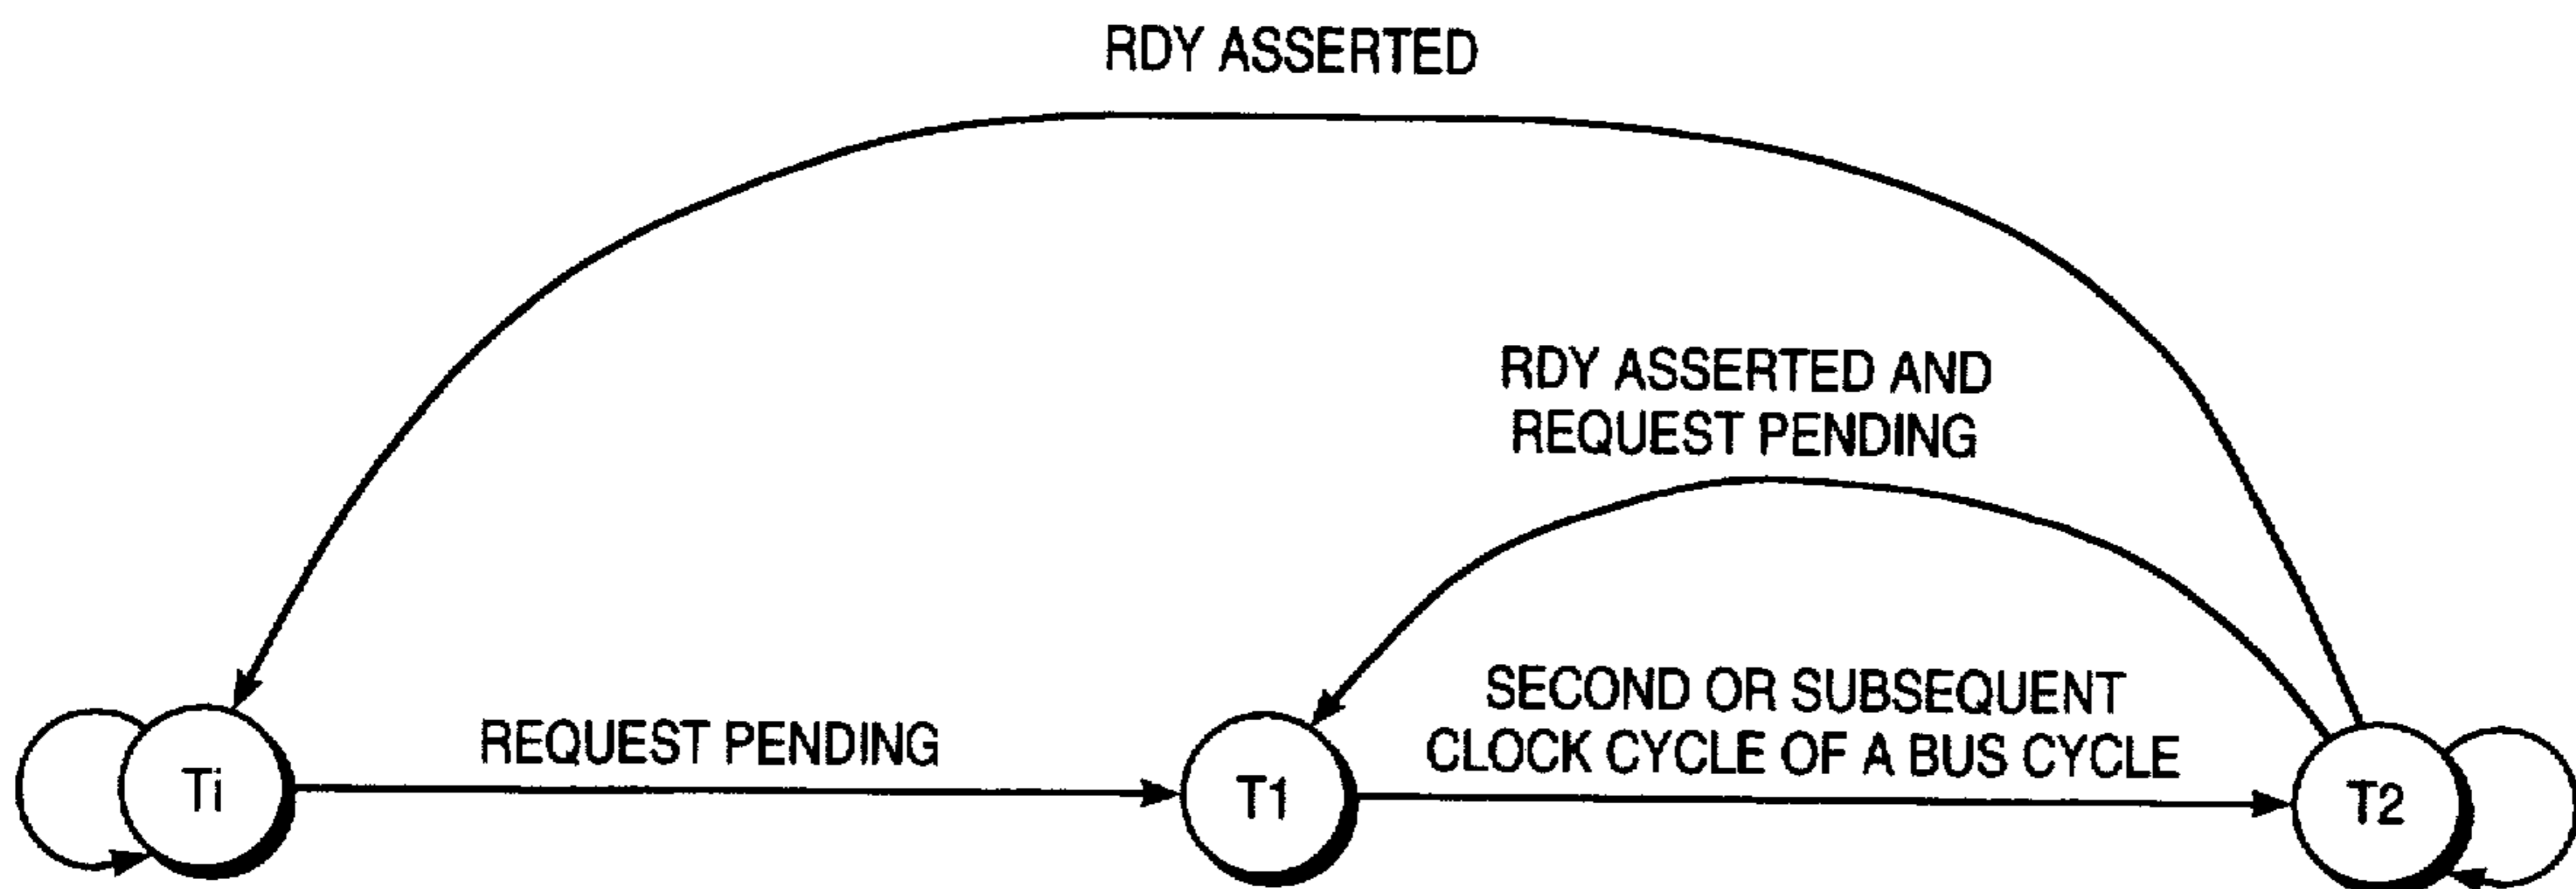 RDY ASSERTED
RDY ASSERTED AND
REQUEST PENDING
SECOND OR SUBSEQUENT
CLOCK CYCLE OF A BUS CYCLE
REQUEST PENDING
Ti
T1
T2